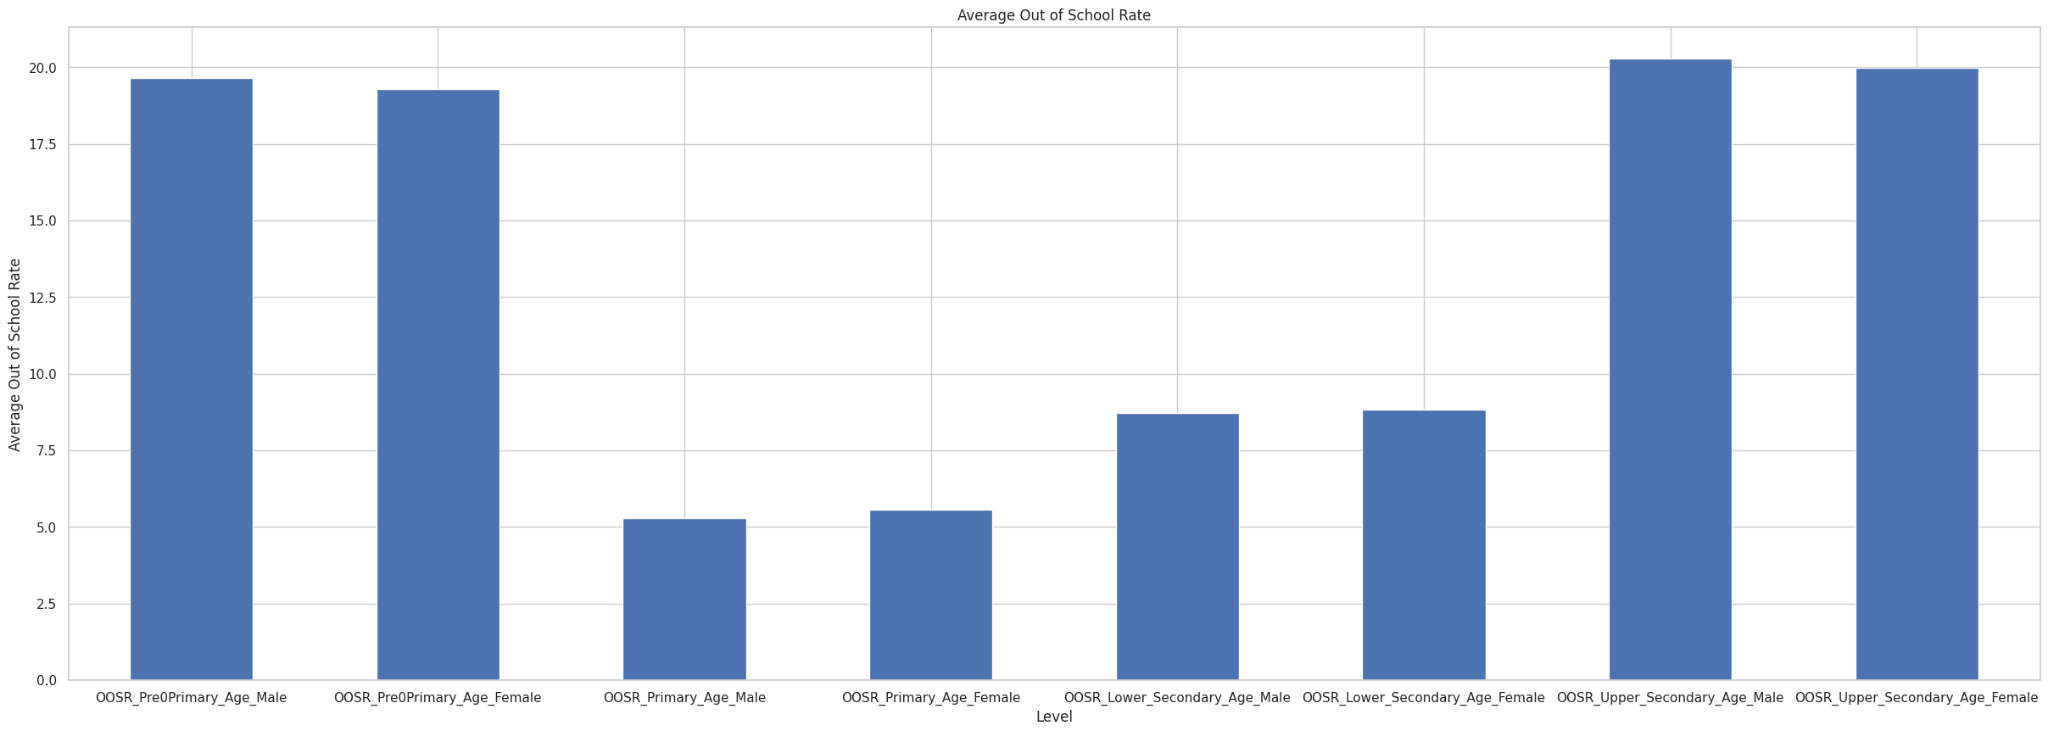 Average Out of School Rate
Average Out of School Rate
20.0
17.5
15.0
12.5
10.0
7.5
5.0
2.5
0.0
OOSR_Pre0Primary_Age_Male OOSR_Pre0Primary_Age_Female OOSR_Primary_Age_Male OOSR_Primary_Age_Female OOSR_Lower_Secondary_Age_Male OOSR_Lower_Secondary_Age_Female OOSR_Upper_Secondary_Age_Male OOSR_Upper_Secondary_Age_Female
Level